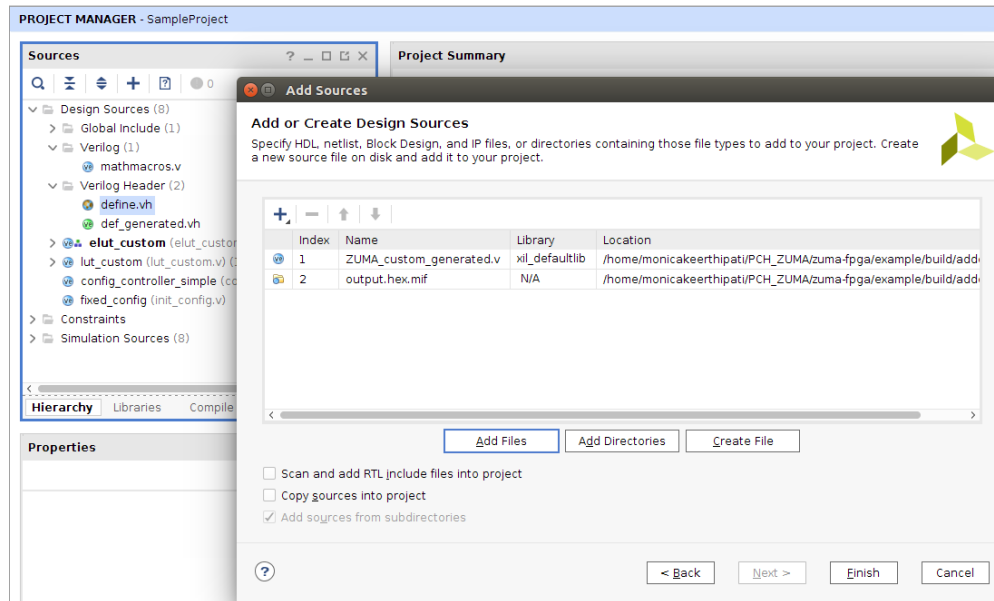 PROJECT MANAGER - SampleProject
Sources
? _
Project Summary
0
Design Sources (8)
Global Include (1)
Verilog (1)
mathmacros.v
Verilog Header (2)
define.vh
def_generated.vh
elut_custom (elut_custor
lut_custom (lut_custom.v) (
config_controller_simple (co
fixed_config (init_config.v)
Constraints
Simulation Sources (8)
Hierarchy Libraries Compile
Properties
Add Sources
Add or Create Design Sources
Specify HDL, netlist, Block Design, and IP files, or directories containing those file types to add to your project. Create
a new source file on disk and add it to your project.
Index Name Library Location
1 ZUMA_custom_generated.v xil_defaultlib /home/monicakeerthipati/PCH_ZUMA/zuma-fpga/example/build/adde
2 output.hex.mif N/A /home/monicakeerthipati/PCH_ZUMA/zuma-fpga/example/build/adde
Add Files Add Directories Create File
Scan and add RTL include files into project
Copy sources into project
Add sources from subdirectories
?
< Back Next > Finish Cancel